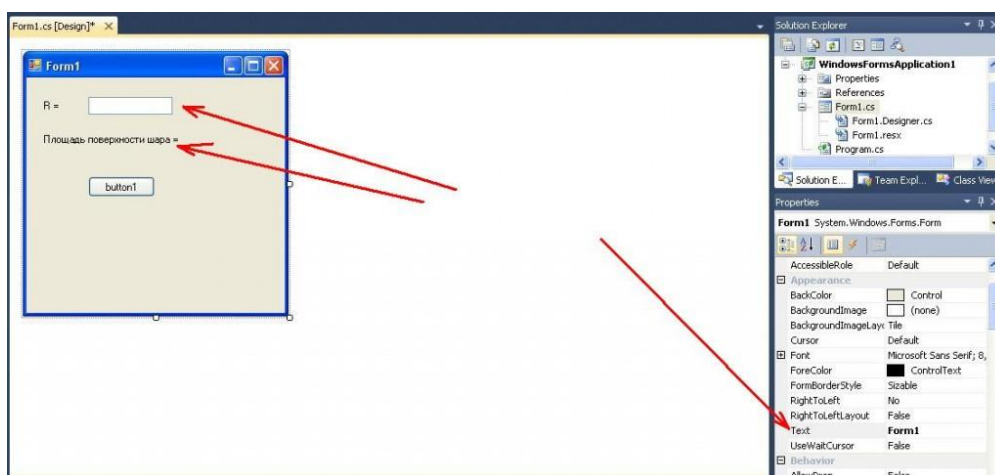 Form1.cs [Design]*
Form1
R =
Площадь поверхности шара =
button1
Solution Explorer
WindowsFormsApplication1
Properties
References
Form1.cs
Form1.Designer.cs
Form1.resx
Program.cs
Solution E... Team Expl... Class View
Properties
Form1 System.Windows.Forms.Form
AccessibleRole Default
Appearance
BackColor Control
BackgroundImage (none)
BackgroundImageLayc Tile
Cursor Default
Font Microsoft Sans Serif; 8,
ForeColor ControlText
FormBorderStyle Sizable
RightToLeft No
RightToLeftLayout False
Text Form1
UseWaitCursor False
Behavior
AllowDrop False